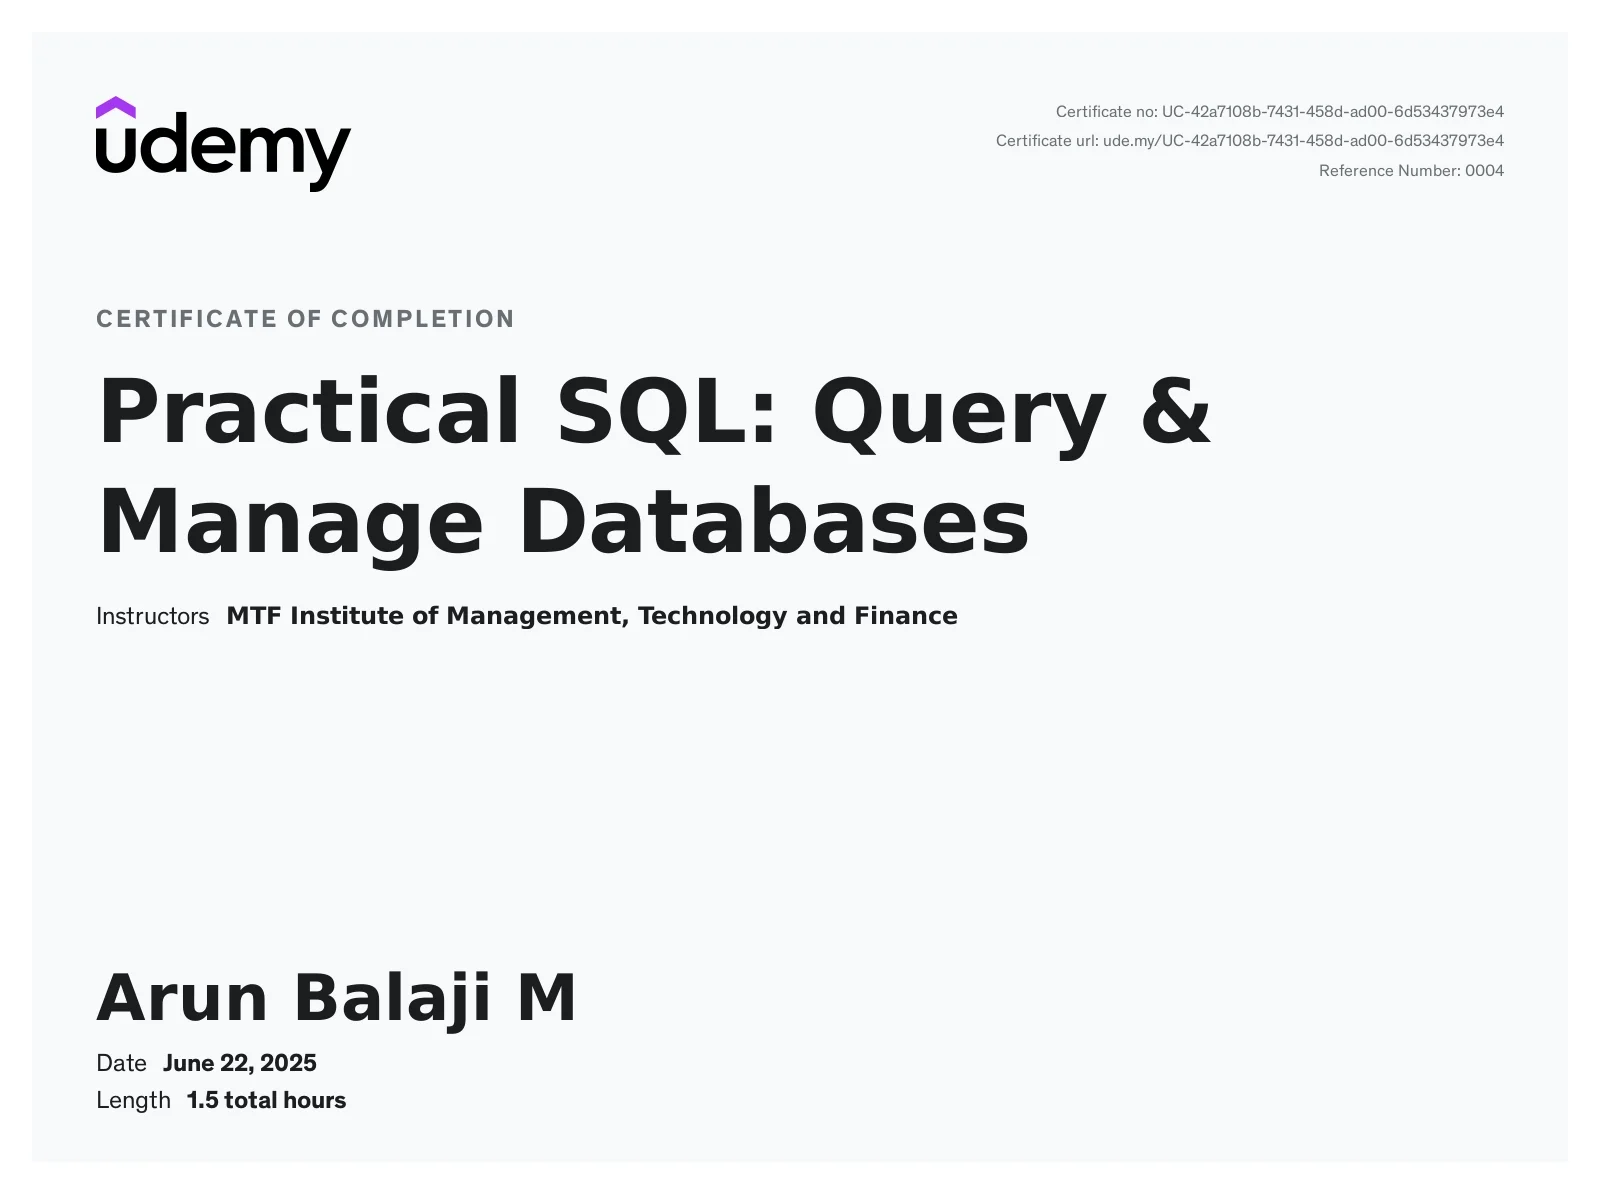 udemy
Certificate no: UC-42a7108b-7431-458d-ad00-6d53437973e4
Certificate url: ude.my/UC-42a7108b-7431-458d-ad00-6d53437973e4
Reference Number: 0004
CERTIFICATE OF COMPLETION
Practical SQL: Query &
Manage Databases
Instructors MTF Institute of Management, Technology and Finance
Arun Balaji M
Date June 22, 2025
Length 1.5 total hours